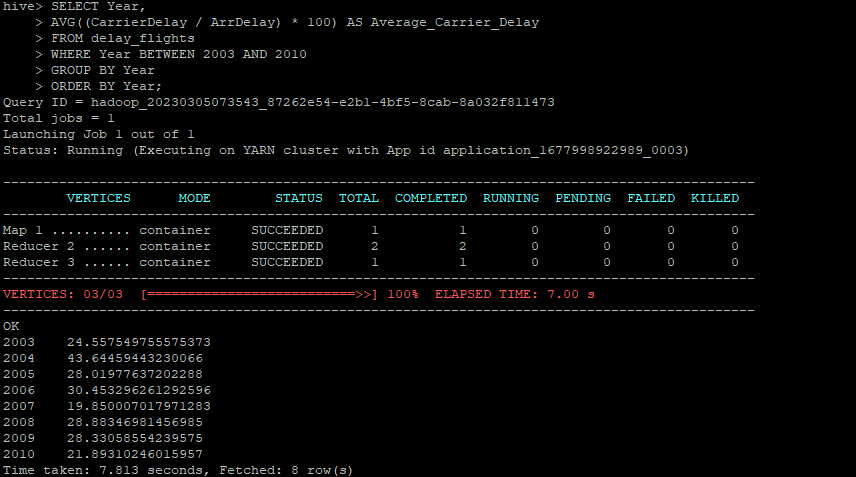 hive> SELECT Year,
    > AVG((CarrierDelay / ArrDelay) * 100) AS Average_Carrier_Delay
    > FROM delay_flights
    > WHERE Year BETWEEN 2003 AND 2010
    > GROUP BY Year
    > ORDER BY Year;
Query ID = hadoop_20230305073543_87262e54-e2b1-4bf5-8cab-8a032f811473
Total jobs = 1
Launching Job 1 out of 1
Status: Running (Executing on YARN cluster with App id application_1677998922989_0003)
----------------------------------------------------------------------------------------------
        VERTICES      MODE        STATUS  TOTAL  COMPLETED  RUNNING  PENDING  FAILED  KILLED
----------------------------------------------------------------------------------------------
Map 1 .......... container     SUCCEEDED      1          1        0        0       0       0
Reducer 2 ...... container     SUCCEEDED      2          2        0        0       0       0
Reducer 3 ...... container     SUCCEEDED      1          1        0        0       0       0
----------------------------------------------------------------------------------------------
VERTICES: 03/03  [==========================>>] 100%  ELAPSED TIME: 7.00 s
----------------------------------------------------------------------------------------------
OK
2003    24.557549755575373
2004    43.64459443230066
2005    28.01977637202288
2006    30.453296261292596
2007    19.850007017971283
2008    28.88346981456985
2009    28.33058554239575
2010    21.89310246015957
Time taken: 7.813 seconds, Fetched: 8 row(s)